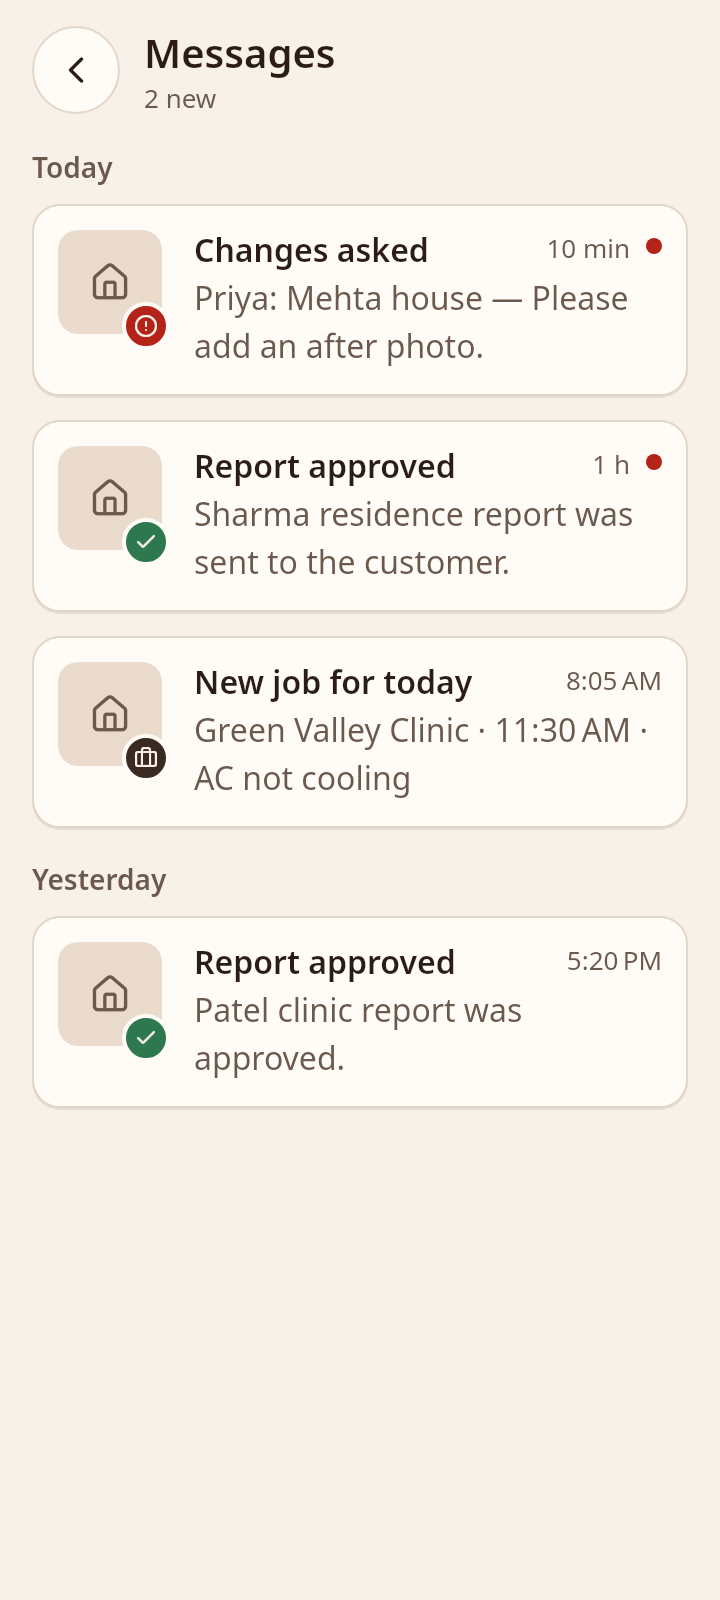 Messages
2 new
Today
Changes asked
10 min
Priya: Mehta house — Please
add an after photo.
Report approved
1 h
Sharma residence report was
sent to the customer.
New job for today
8:05 AM
Green Valley Clinic · 11:30 AM ·
AC not cooling
Yesterday
Report approved
5:20 PM
Patel clinic report was
approved.